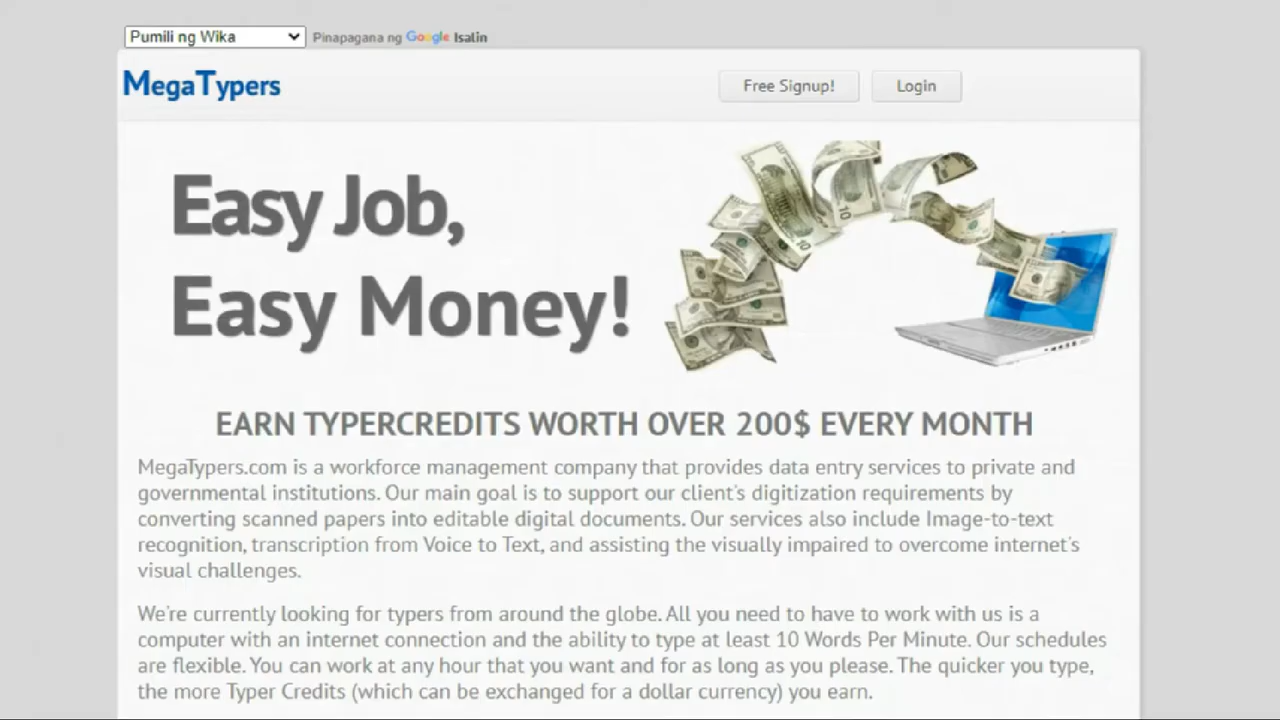 Pumili ng Wika Pinapagana ng Google Isalin
MegaTypers
Free Signup!
Login
Easy Job,
Easy Money!
EARN TYPERCREDITS WORTH OVER 200$ EVERY MONTH
MegaTypers.com is a workforce management company that provides data entry services to private and
governmental institutions. Our main goal is to support our client's digitization requirements by
converting scanned papers into editable digital documents. Our services also include Image-to-text
recognition, transcription from Voice to Text, and assisting the visually impaired to overcome internet's
visual challenges.
We're currently looking for typers from around the globe. All you need to have to work with us is a
computer with an internet connection and the ability to type at least 10 Words Per Minute. Our schedules
are flexible. You can work at any hour that you want and for as long as you please. The quicker you type,
the more Typer Credits (which can be exchanged for a dollar currency) you earn.